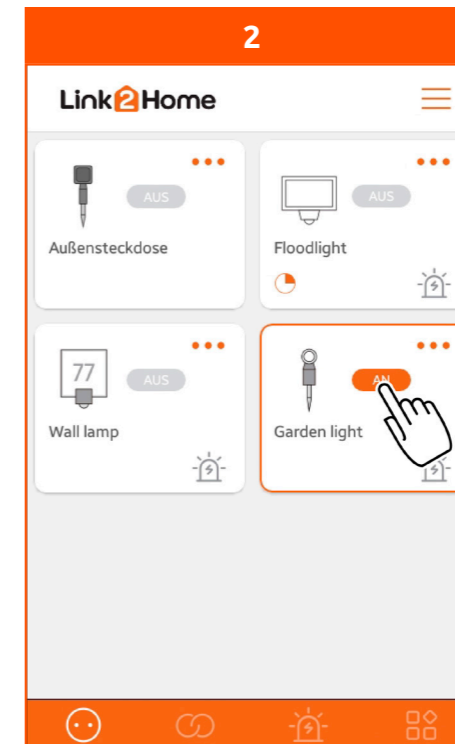 2
Link2Home
AUS
Außensteckdose
AUS
Floodlight
77
AUS
Wall lamp
AN
Garden light